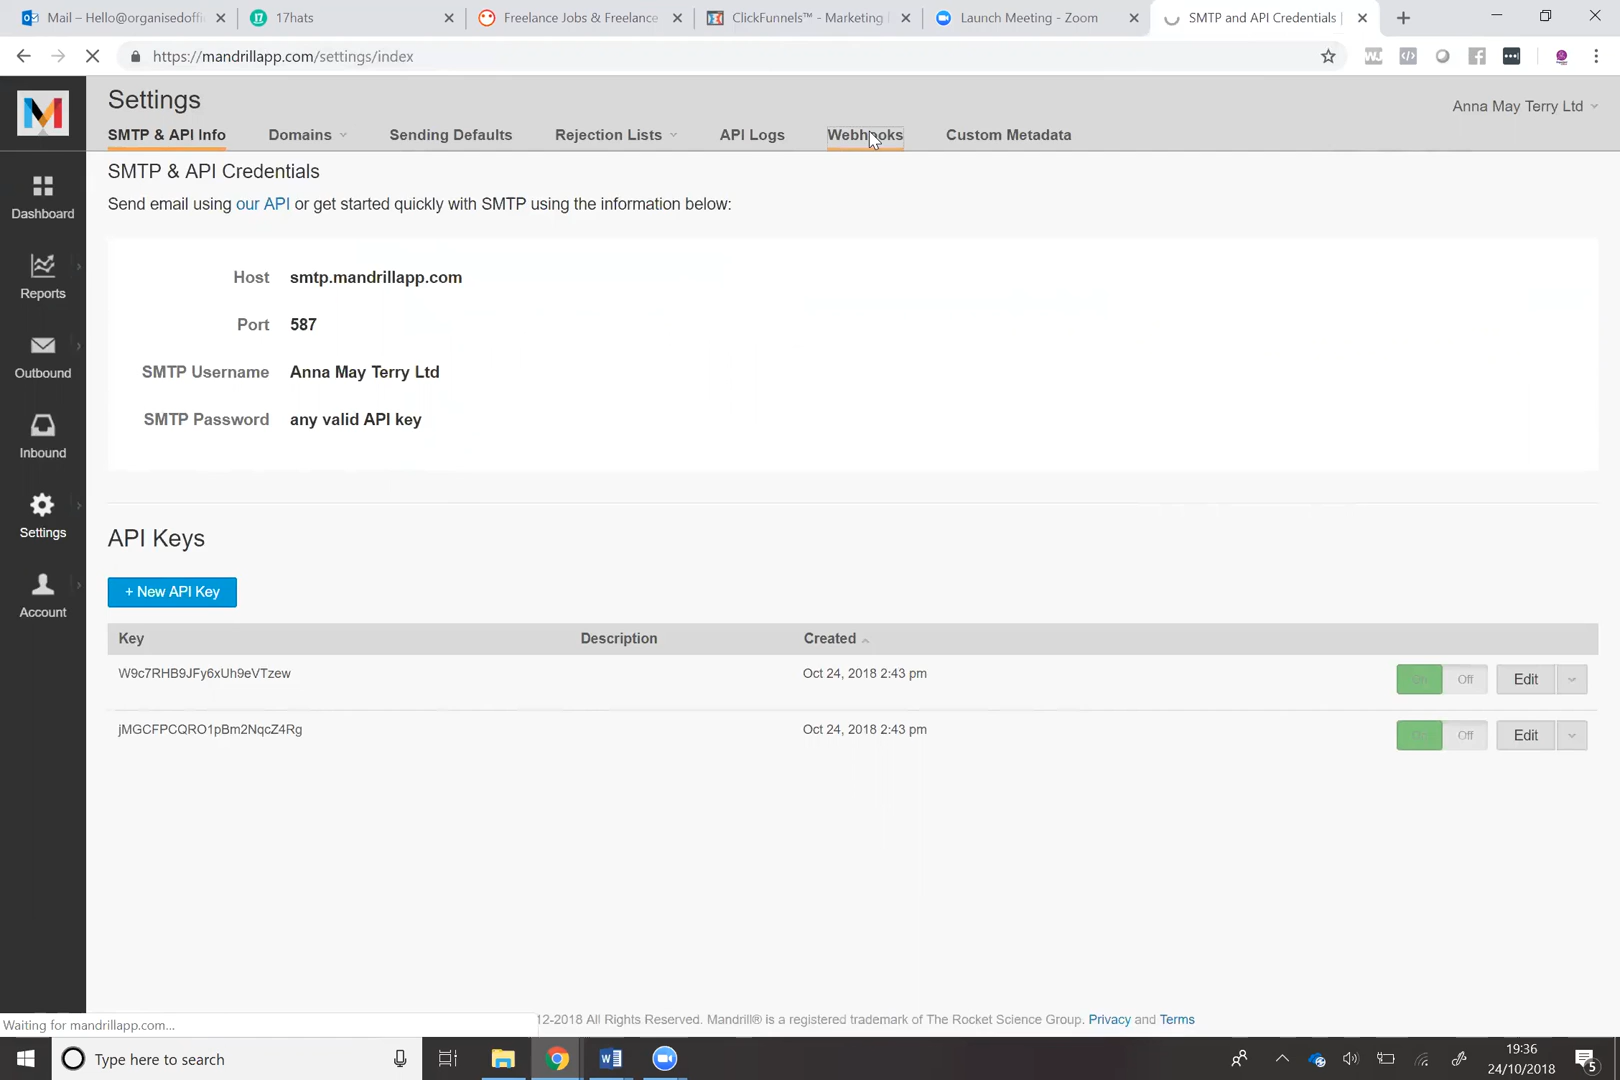 Mail – Hello@organisedoffi
17hats
Freelance Jobs & Freelance
ClickFunnels™ - Marketing
Launch Meeting - Zoom
SMTP and API Credentials |
https://mandrillapp.com/settings/index
Settings
Anna May Terry Ltd
SMTP & API Info
Domains
Sending Defaults
Rejection Lists
API Logs
Webhooks
Custom Metadata
SMTP & API Credentials
Send email using our API or get started quickly with SMTP using the information below:
Dashboard
Reports
Outbound
Inbound
Settings
Account
Host smtp.mandrillapp.com
Port 587
SMTP Username Anna May Terry Ltd
SMTP Password any valid API key
API Keys
+ New API Key
Key Description Created
W9c7RHB9JFy6xUh9eVTzew Oct 24, 2018 2:43 pm On Off Edit
jMGCFPCQRO1pBm2NqcZ4Rg Oct 24, 2018 2:43 pm On Off Edit
12-2018 All Rights Reserved. Mandrill® is a registered trademark of The Rocket Science Group. Privacy and Terms
Waiting for mandrillapp.com...
Type here to search
19:36
24/10/2018
5